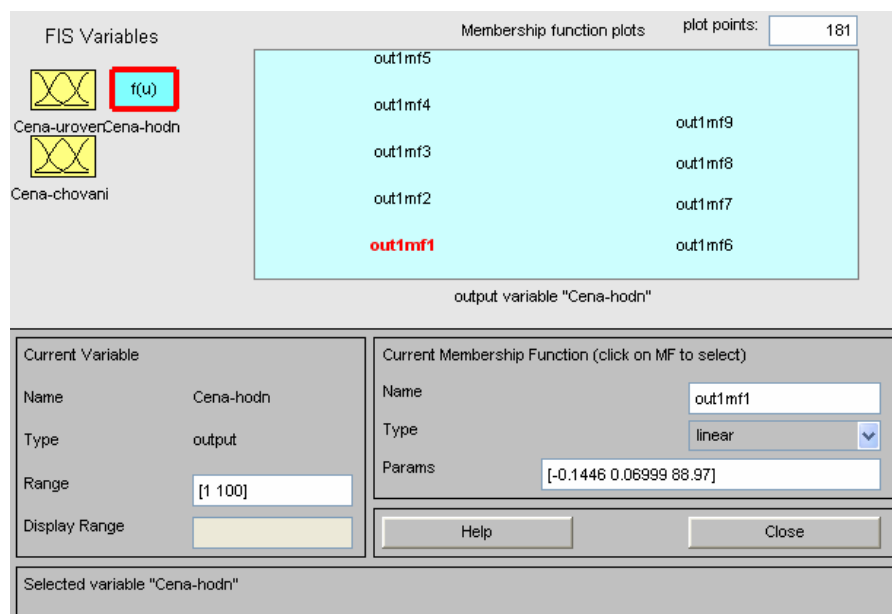 FIS Variables
Membership function plots
plot points:
181
f(u)
Cena-uroven
Cena-hodn
Cena-chovani
out1mf5
out1mf4
out1mf3
out1mf2
out1mf1
out1mf9
out1mf8
out1mf7
out1mf6
output variable "Cena-hodn"
Current Variable
Name
Cena-hodn
Type
output
Range
[1 100]
Display Range
Current Membership Function (click on MF to select)
Name
out1mf1
Type
linear
Params
[-0.1446 0.06999 88.97]
Help
Close
Selected variable "Cena-hodn"